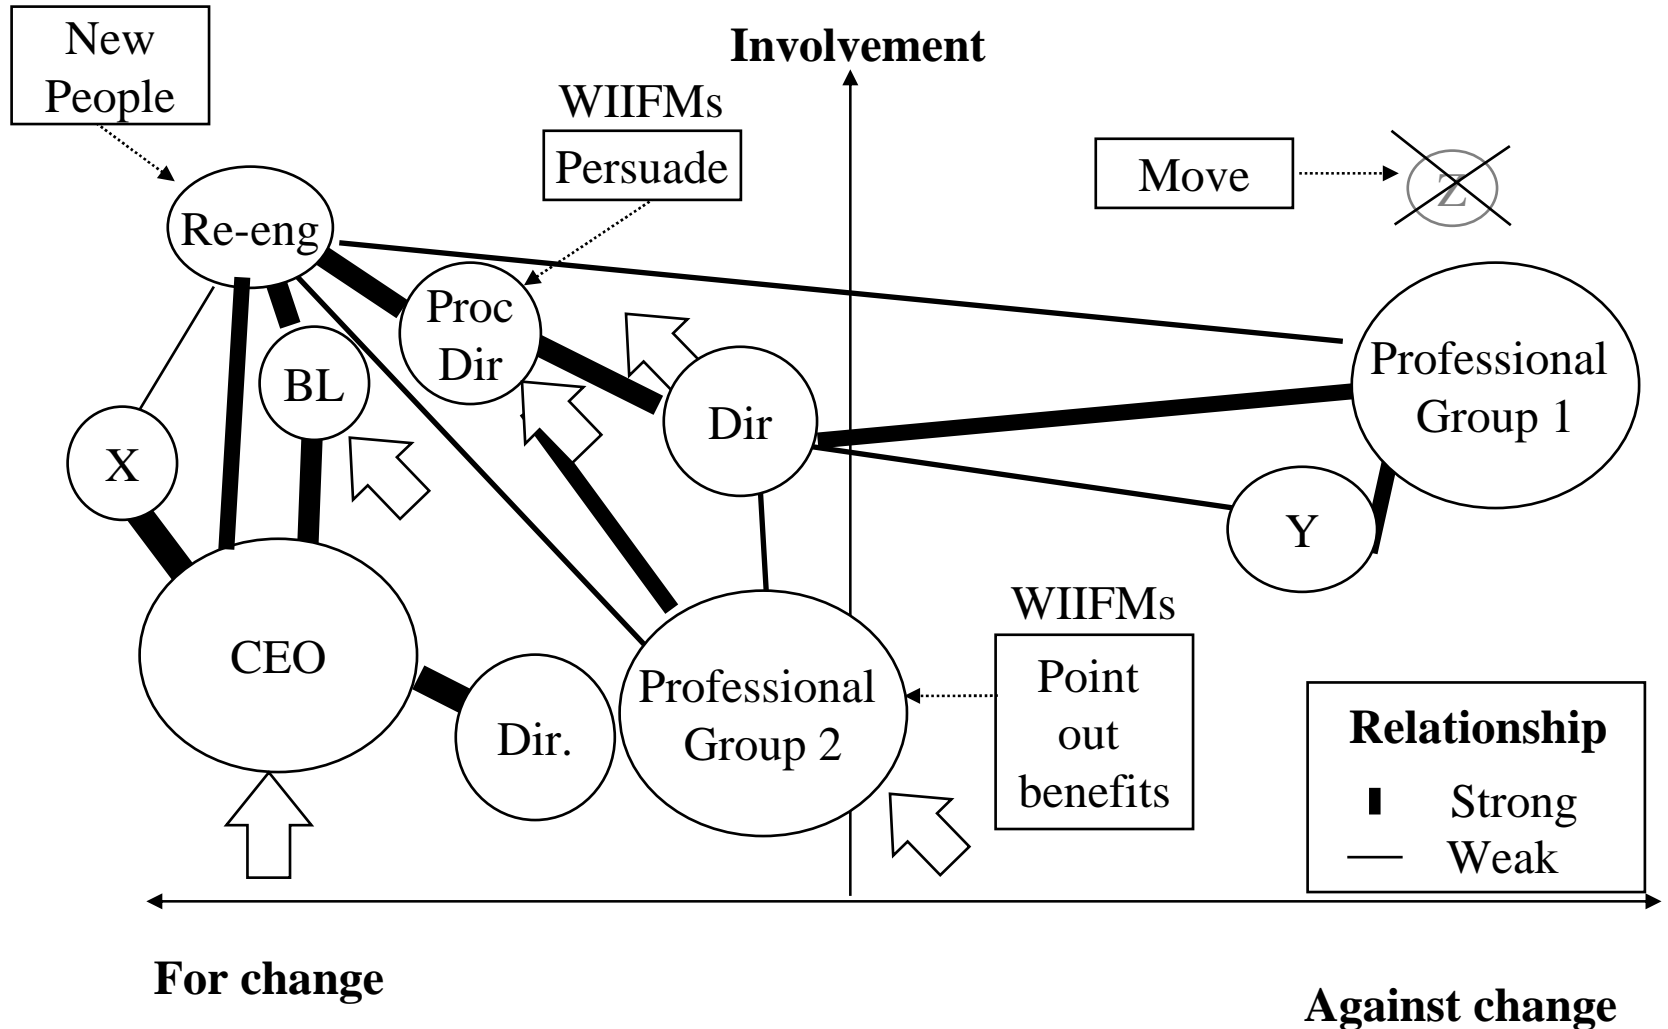 New
People
Involvement
WIIFMs
Persuade
Move
Z
Re-eng
Proc
Dir
BL
Dir
Professional
Group 1
X
Y
CEO
Dir.
Professional
Group 2
WIIFMs
Point
out
benefits
Relationship
Strong
Weak
For change
Against change